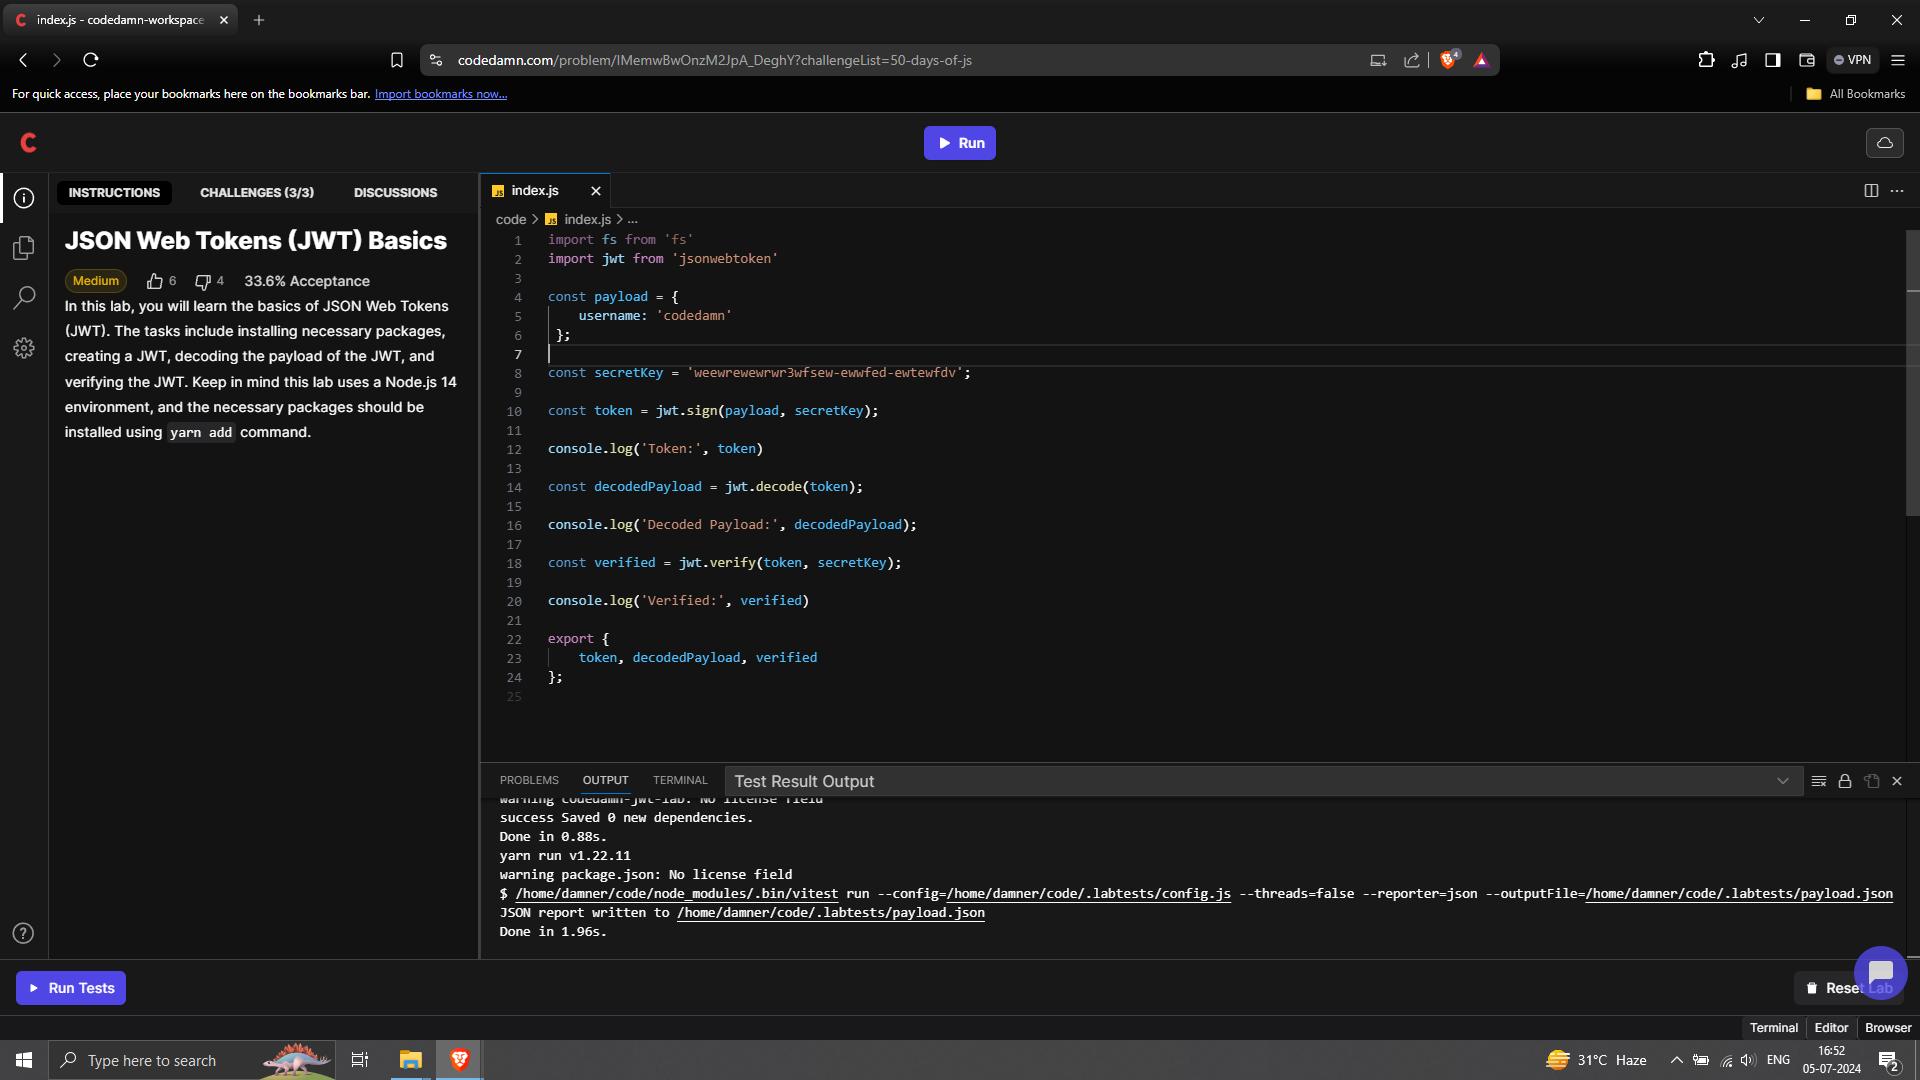 index.js - codedamn-workspace
codedamn.com/problem/IMemwBwOnzM2JpA_DeghY?challengeList=50-days-of-js
4
VPN
For quick access, place your bookmarks here on the bookmarks bar. Import bookmarks now...
All Bookmarks
Run
INSTRUCTIONS
CHALLENGES (3/3)
DISCUSSIONS
JSON Web Tokens (JWT) Basics
Medium 6 4 33.6% Acceptance
In this lab, you will learn the basics of JSON Web Tokens
(JWT). The tasks include installing necessary packages,
creating a JWT, decoding the payload of the JWT, and
verifying the JWT. Keep in mind this lab uses a Node.js 14
environment, and the necessary packages should be
installed using yarn add command.
JS index.js
code > JS index.js > ...
1 import fs from 'fs'
2 import jwt from 'jsonwebtoken'
3
4 const payload = {
5 username: 'codedamn'
6 };
7
8 const secretKey = 'weewrewewrwr3wfsew-ewwfed-ewtewfdv';
9
10 const token = jwt.sign(payload, secretKey);
11
12 console.log('Token:', token)
13
14 const decodedPayload = jwt.decode(token);
15
16 console.log('Decoded Payload:', decodedPayload);
17
18 const verified = jwt.verify(token, secretKey);
19
20 console.log('Verified:', verified)
21
22 export {
23 token, decodedPayload, verified
24 };
25
PROBLEMS OUTPUT TERMINAL Test Result Output
warning codedamn-jwt-lab: No license field
success Saved 0 new dependencies.
Done in 0.88s.
yarn run v1.22.11
warning package.json: No license field
$ /home/damner/code/node_modules/.bin/vitest run --config=/home/damner/code/.labtests/config.js --threads=false --reporter=json --outputFile=/home/damner/code/.labtests/payload.json
JSON report written to /home/damner/code/.labtests/payload.json
Done in 1.96s.
Run Tests
Reset Lab
Terminal Editor Browser
Type here to search
31°C Haze
ENG
16:52
05-07-2024
2